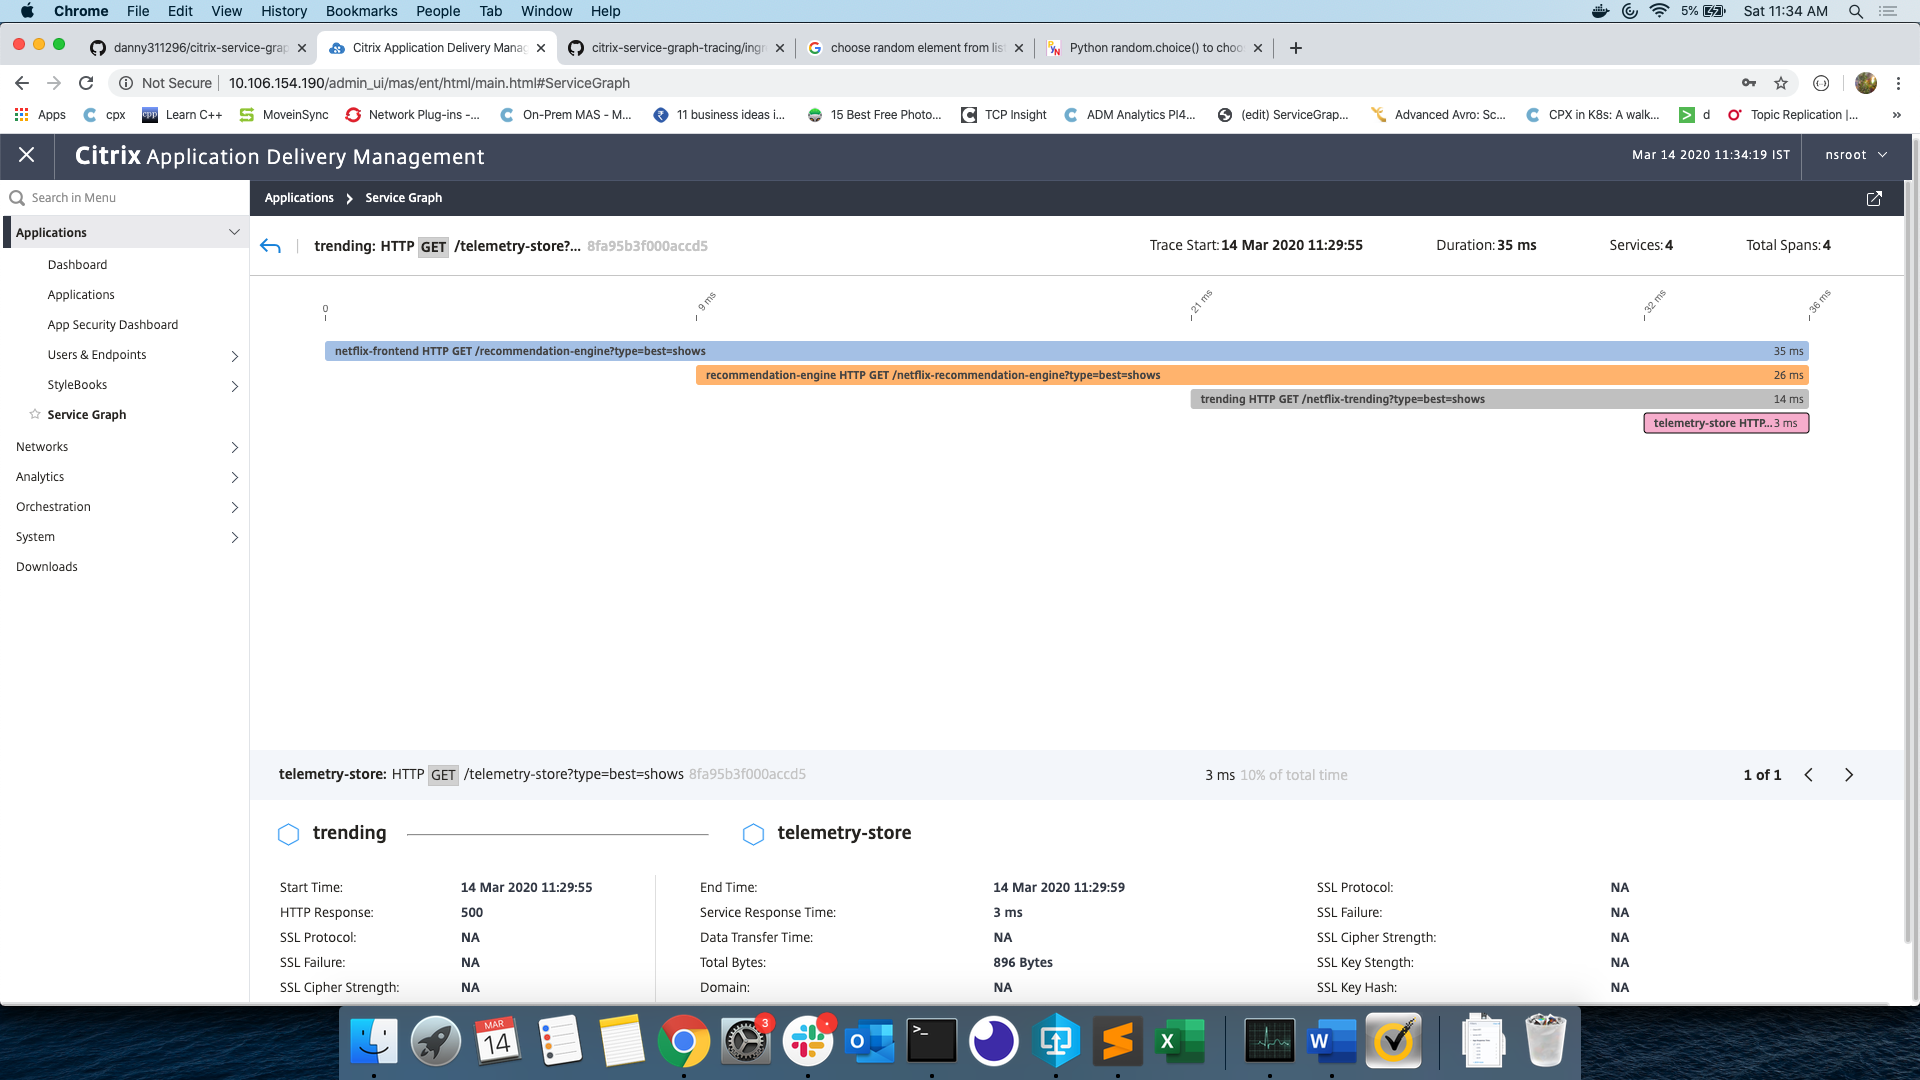 Chrome File Edit View History Bookmarks People Tab Window Help 5% Sat 11:34 AM
danny311296/citrix-service-grap Citrix Application Delivery Manag citrix-service-graph-tracing/ingr choose random element from lis Python random.choice() to choo
Not Secure 10.106.154.190/admin_ui/mas/ent/html/main.html#ServiceGraph
Apps cpx Learn C++ MoveinSync Network Plug-ins -... On-Prem MAS - M... 11 business ideas i... 15 Best Free Photo... TCP Insight ADM Analytics PI4... (edit) ServiceGrap... Advanced Avro: Sc... CPX in K8s: A walk... d Topic Replication |... »
Citrix Application Delivery Management Mar 14 2020 11:34:19 IST nsroot
Search in Menu
Applications
Dashboard
Applications
App Security Dashboard
Users & Endpoints
StyleBooks
Service Graph
Networks
Analytics
Orchestration
System
Downloads
Applications Service Graph
trending: HTTP GET /telemetry-store?... 8fa95b3f000accd5 Trace Start: 14 Mar 2020 11:29:55 Duration: 35 ms Services: 4 Total Spans: 4
0 9 ms 21 ms 32 ms 36 ms
netflix-frontend HTTP GET /recommendation-engine?type=best=shows 35 ms
recommendation-engine HTTP GET /netflix-recommendation-engine?type=best=shows 26 ms
trending HTTP GET /netflix-trending?type=best=shows 14 ms
telemetry-store HTTP... 3 ms
telemetry-store: HTTP GET /telemetry-store?type=best=shows 8fa95b3f000accd5 3 ms 10% of total time 1 of 1
trending telemetry-store
Start Time: 14 Mar 2020 11:29:55 End Time: 14 Mar 2020 11:29:59 SSL Protocol: NA
HTTP Response: 500 Service Response Time: 3 ms SSL Failure: NA
SSL Protocol: NA Data Transfer Time: NA SSL Cipher Strength: NA
SSL Failure: NA Total Bytes: 896 Bytes SSL Key Stength: NA
SSL Cipher Strength: NA Domain: NA SSL Key Hash: NA
MAR
14
3